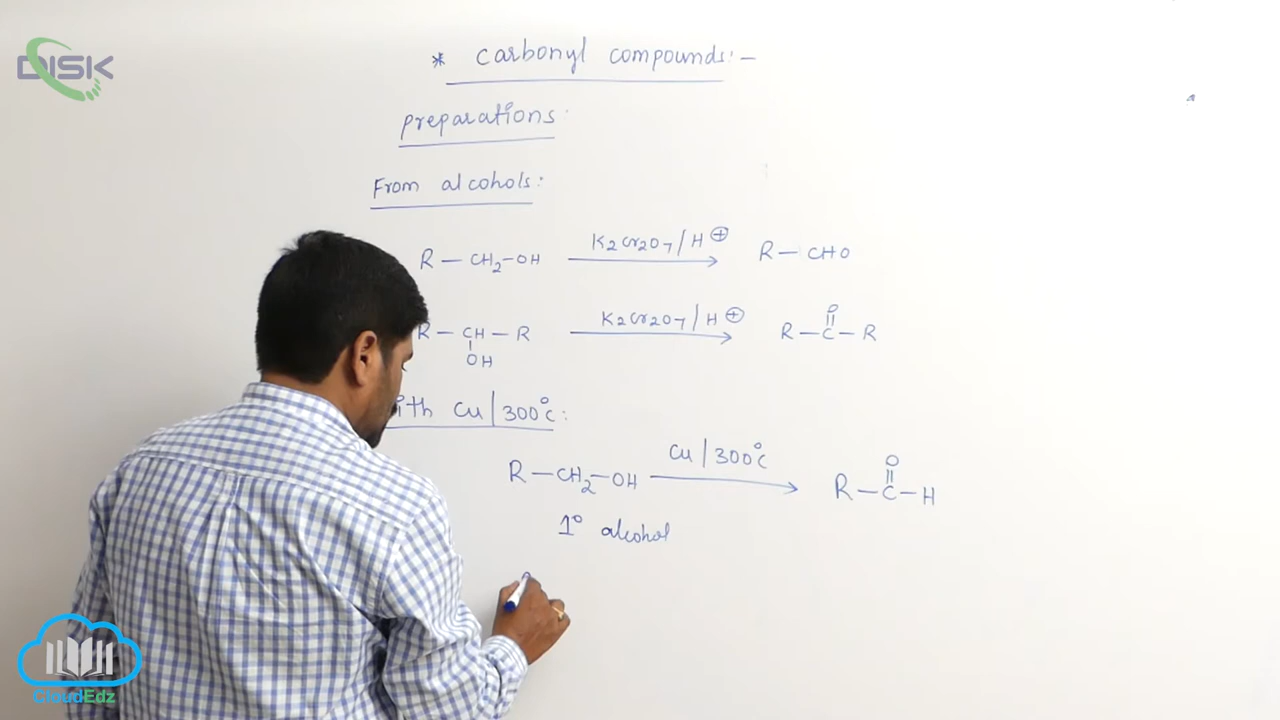 DISK
* Carbonyl compounds:-
preparations:
From alcohols:
R — CH2-OH K2Cr2O7/H⊕ R — CHO
R — CH — R K2Cr2O7/H⊕ R — C — R
OH O
Cu | 300°C:
R — CH2-OH Cu | 300°C R — C — H
O
1° alcohol
CloudEdz